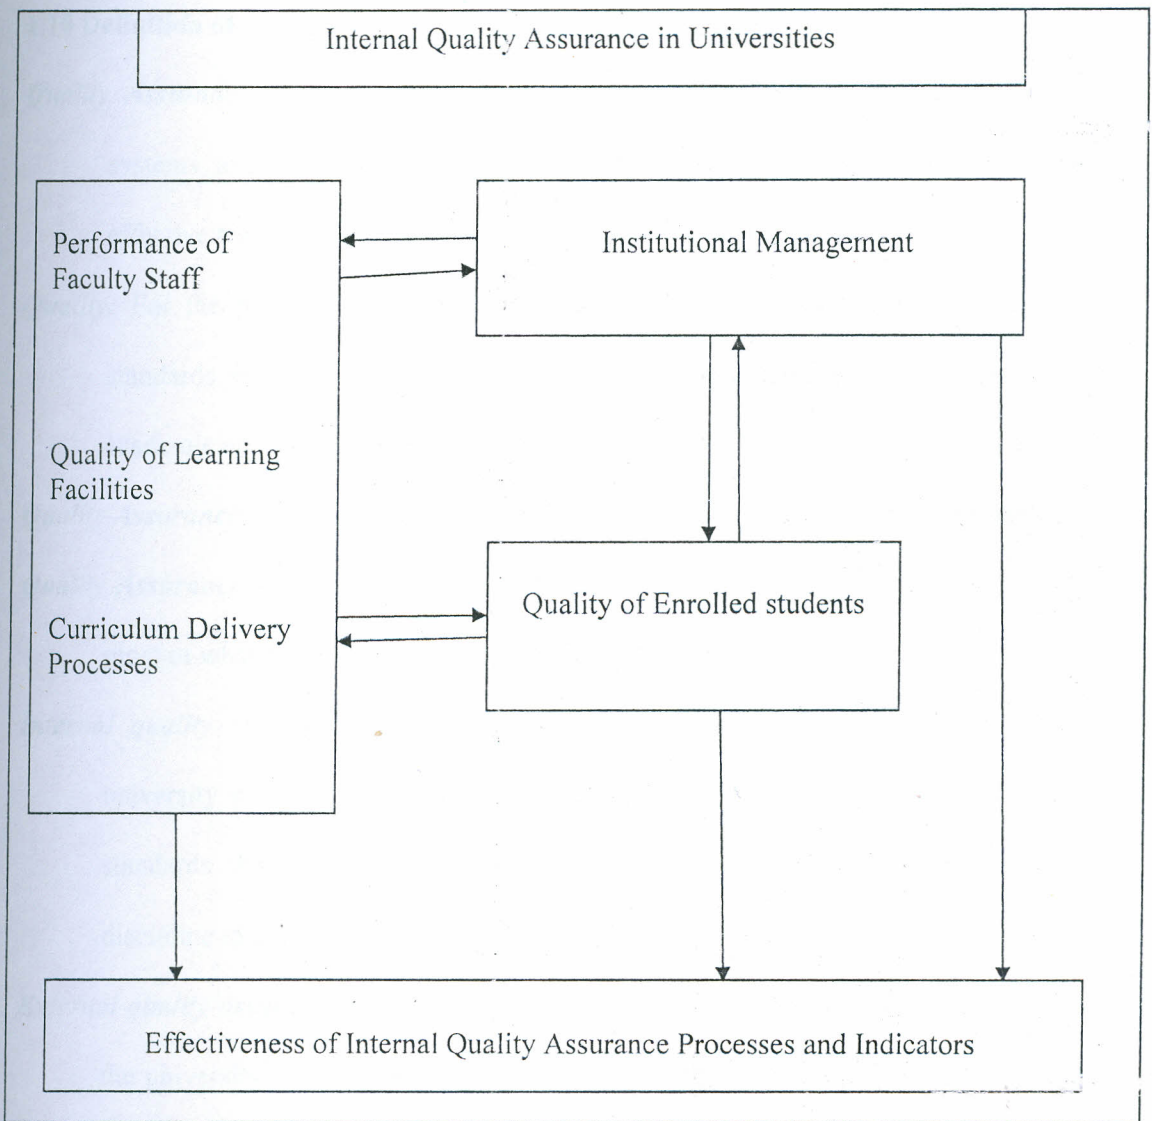 Internal Quality Assurance in Universities
Performance of
Faculty Staff
Institutional Management
Quality of Learning
Facilities
Quality of Enrolled students
Curriculum Delivery
Processes
Effectiveness of Internal Quality Assurance Processes and Indicators